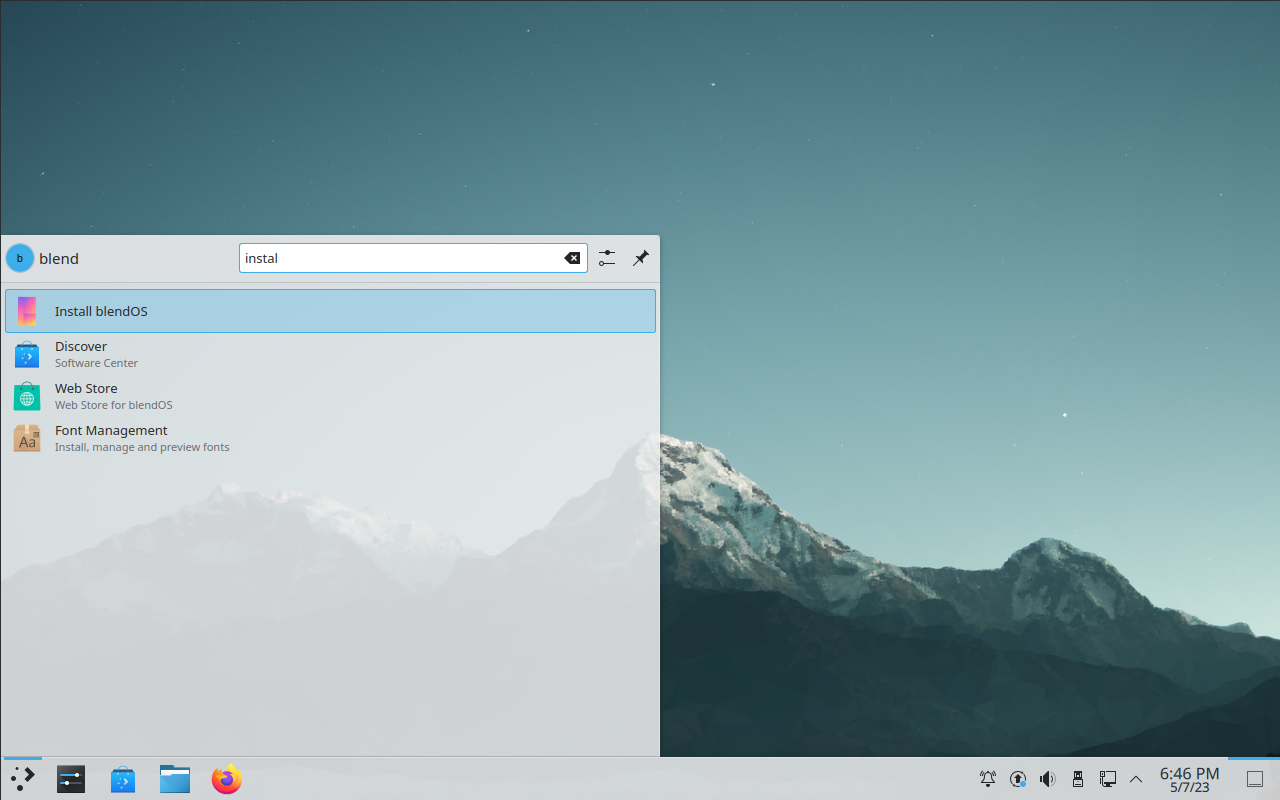 b blend
instal
Install blendOS
Discover
Software Center
Web Store
Web Store for blendOS
Aa
Font Management
Install, manage and preview fonts
6:46 PM
5/7/23